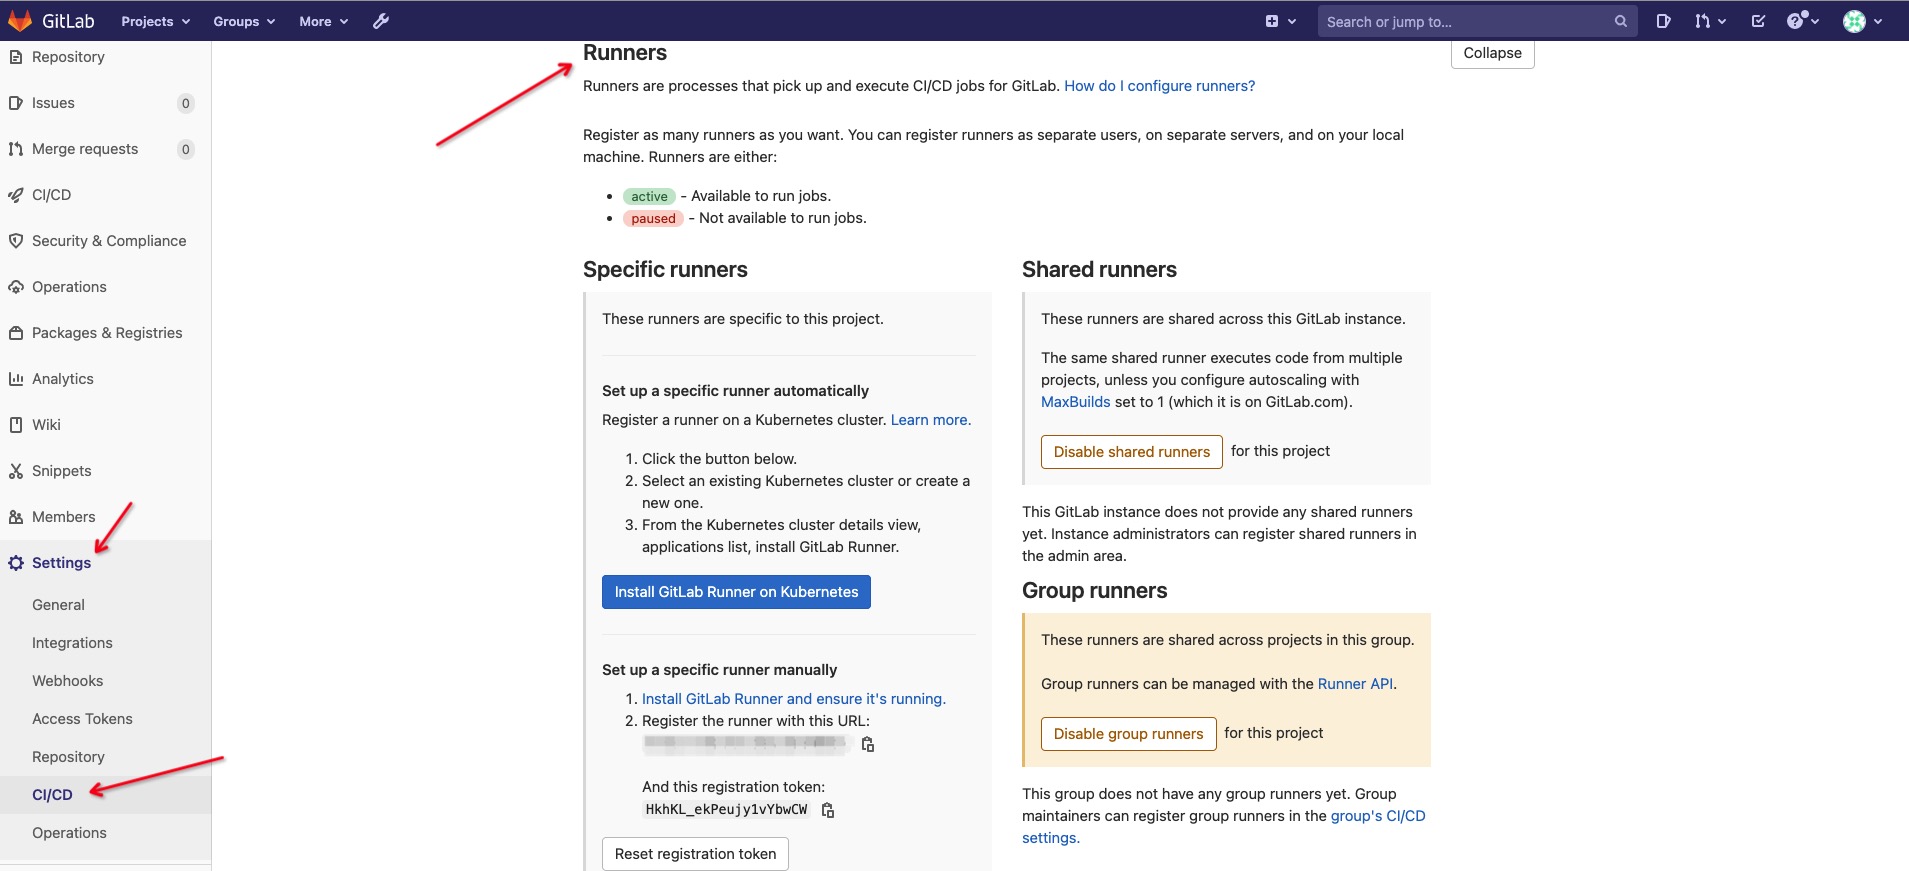 GitLab Projects Groups More Search or jump to...
Repository
Issues 0
Merge requests 0
CI/CD
Security & Compliance
Operations
Packages & Registries
Analytics
Wiki
Snippets
Members
Settings
General
Integrations
Webhooks
Access Tokens
Repository
CI/CD
Operations
Runners
Collapse
Runners are processes that pick up and execute CI/CD jobs for GitLab. How do I configure runners?
Register as many runners as you want. You can register runners as separate users, on separate servers, and on your local
machine. Runners are either:
• active - Available to run jobs.
• paused - Not available to run jobs.
Specific runners
These runners are specific to this project.
Set up a specific runner automatically
Register a runner on a Kubernetes cluster. Learn more.
1. Click the button below.
2. Select an existing Kubernetes cluster or create a
new one.
3. From the Kubernetes cluster details view,
applications list, install GitLab Runner.
Install GitLab Runner on Kubernetes
Set up a specific runner manually
1. Install GitLab Runner and ensure it's running.
2. Register the runner with this URL:
And this registration token:
HkhKL_ekPeujy1vYbwCW
Reset registration token
Shared runners
These runners are shared across this GitLab instance.
The same shared runner executes code from multiple
projects, unless you configure autoscaling with
MaxBuilds set to 1 (which it is on GitLab.com).
Disable shared runners for this project
This GitLab instance does not provide any shared runners
yet. Instance administrators can register shared runners in
the admin area.
Group runners
These runners are shared across projects in this group.
Group runners can be managed with the Runner API.
Disable group runners for this project
This group does not have any group runners yet. Group
maintainers can register group runners in the group's CI/CD
settings.